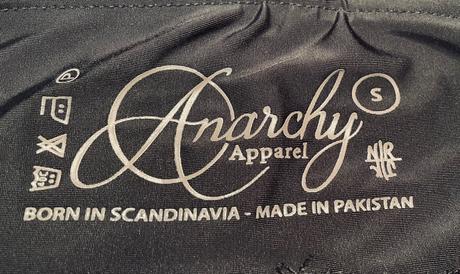 Anarchy
Apparel
S
BORN IN SCANDINAVIA - MADE IN PAKISTAN